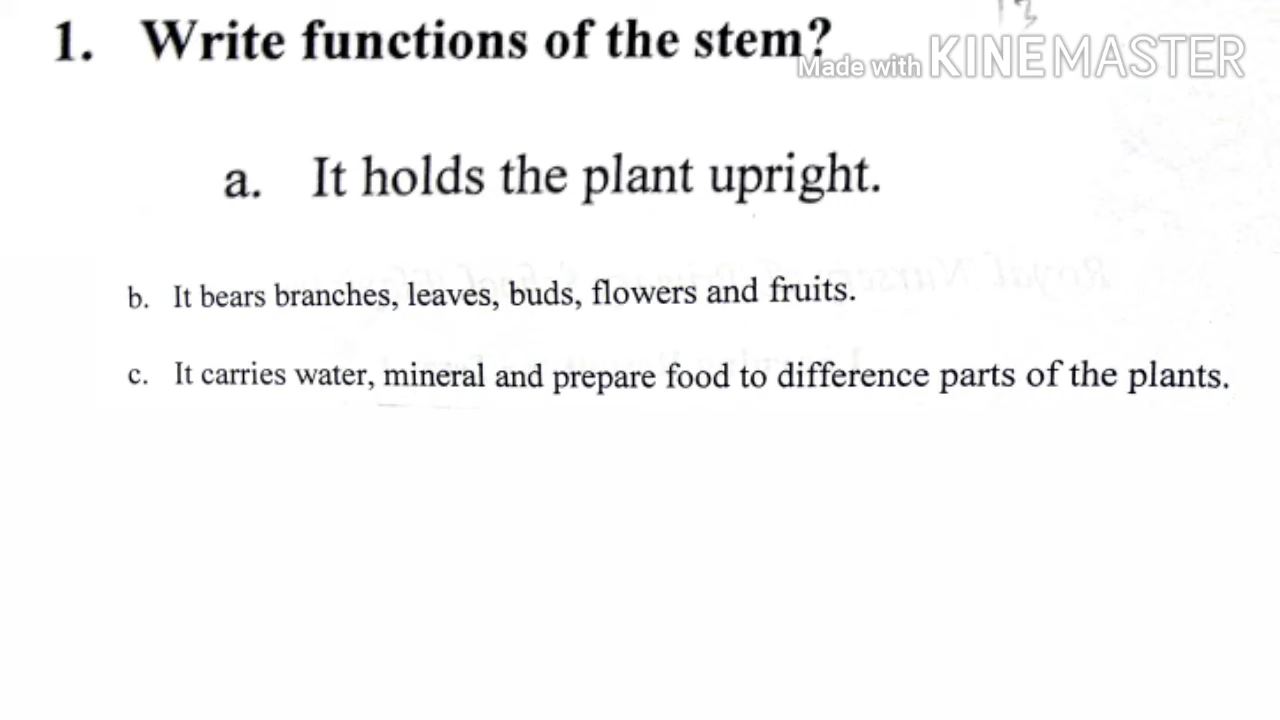 1. Write functions of the stem?
Made with KINEMASTER
a. It holds the plant upright.
b. It bears branches, leaves, buds, flowers and fruits.
c. It carries water, mineral and prepare food to difference parts of the plants.